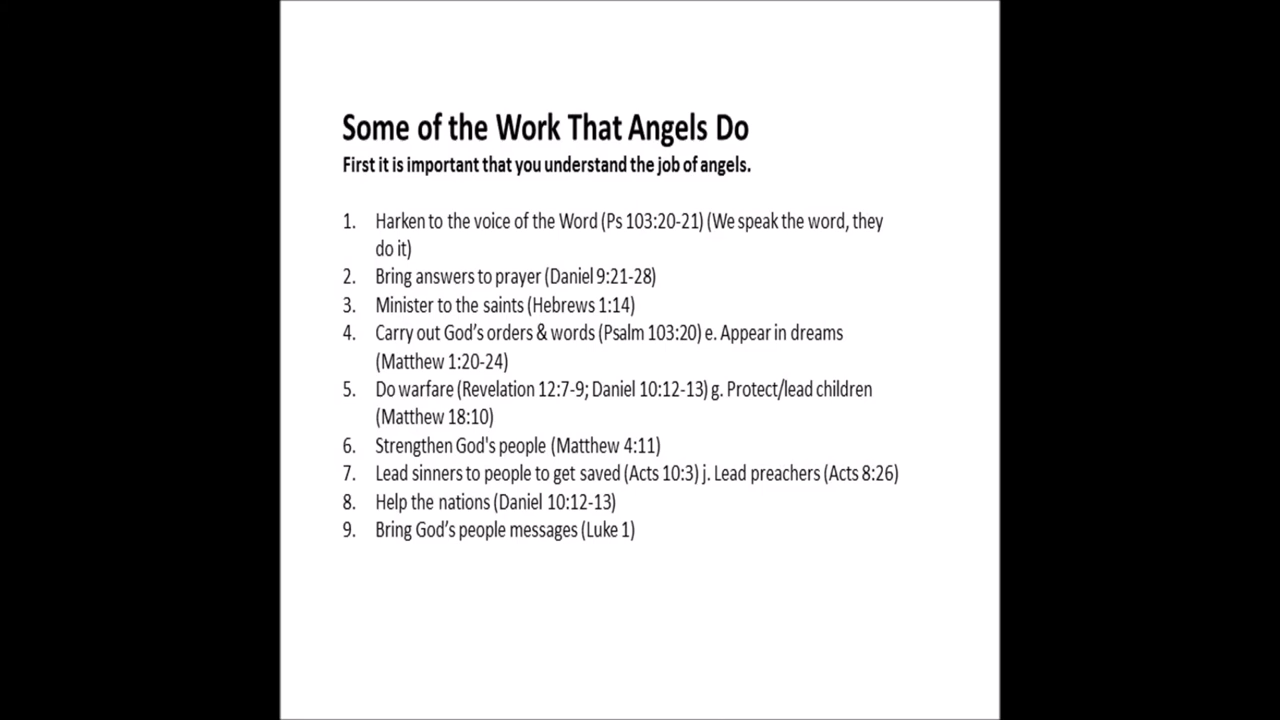 Some of the Work That Angels Do
First it is important that you understand the job of angels.
1. Harken to the voice of the Word (Ps 103:20-21) (We speak the word, they
do it)
2. Bring answers to prayer (Daniel 9:21-28)
3. Minister to the saints (Hebrews 1:14)
4. Carry out God’s orders & words (Psalm 103:20) e. Appear in dreams
(Matthew 1:20-24)
5. Do warfare (Revelation 12:7-9; Daniel 10:12-13) g. Protect/lead children
(Matthew 18:10)
6. Strengthen God's people (Matthew 4:11)
7. Lead sinners to people to get saved (Acts 10:3) j. Lead preachers (Acts 8:26)
8. Help the nations (Daniel 10:12-13)
9. Bring God’s people messages (Luke 1)